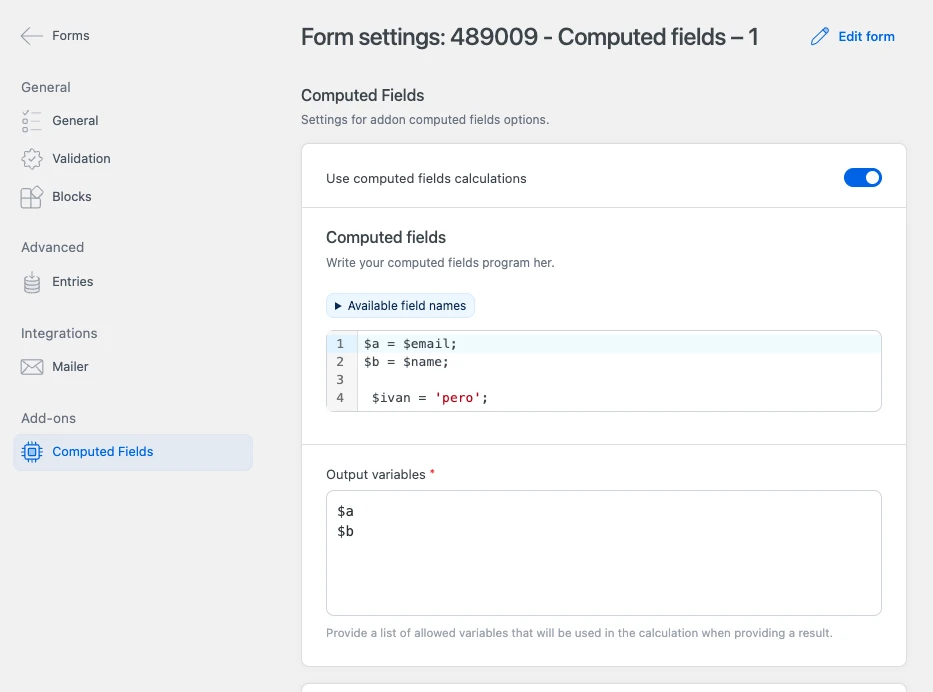 Forms
General
General
Validation
Blocks
Advanced
Entries
Integrations
Mailer
Add-ons
Computed Fields
Form settings: 489009 - Computed fields – 1
Edit form
Computed Fields
Settings for addon computed fields options.
Use computed fields calculations
Computed fields
Write your computed fields program her.
▶ Available field names
1 $a = $email;
2 $b = $name;
3
4  $ivan = 'pero';
Output variables *
$a
$b
Provide a list of allowed variables that will be used in the calculation when providing a result.